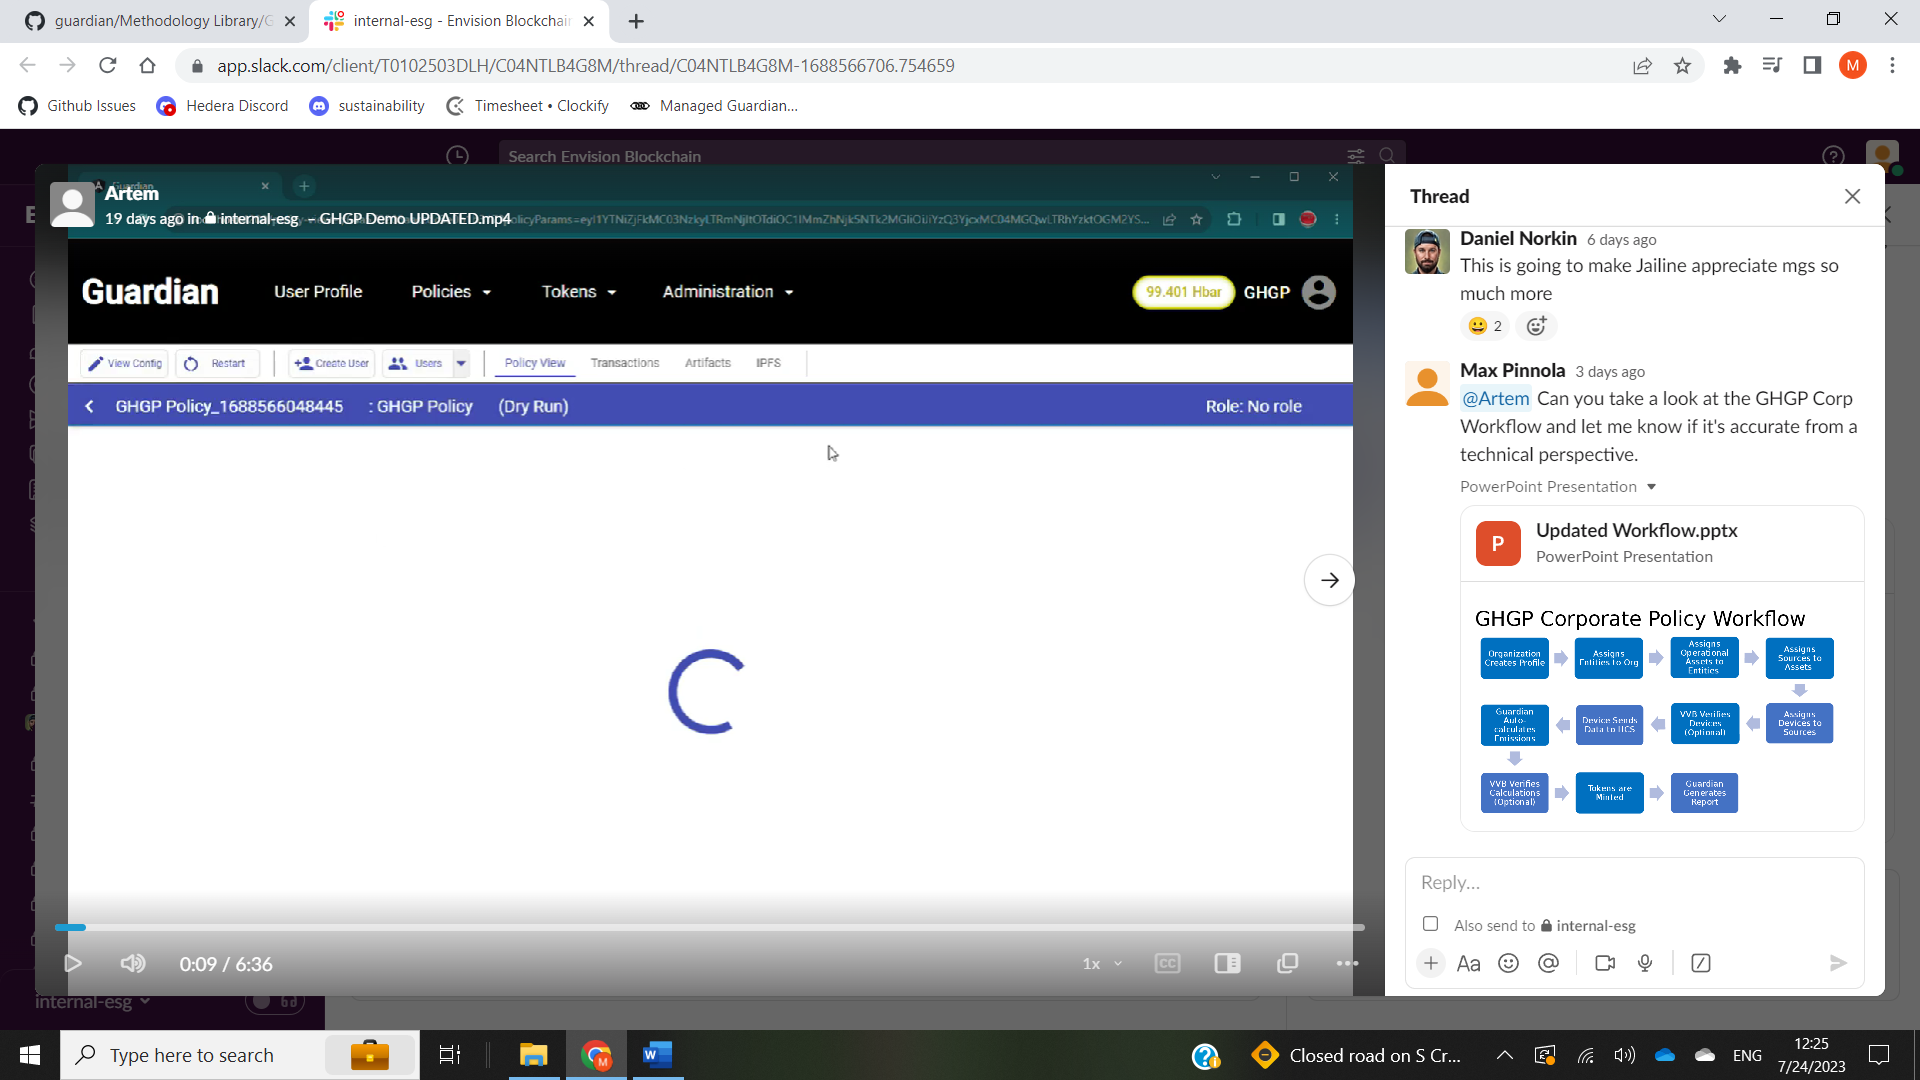 guardian/Methodology Library/G
internal-esg - Envision Blockchain
app.slack.com/client/T0102503DLH/C04NTLB4G8M/thread/C04NTLB4G8M-1688566706.754659
M
Github Issues
Hedera Discord
sustainability
Timesheet • Clockify
Managed Guardian...
Search Envision Blockchain
Guardian
Artem
19 days ago in internal-esg – GHGP Demo UPDATED.mp4
Guardian
User Profile
Policies
Tokens
Administration
99.401 Hbar
GHGP
View Config
Restart
Create User
Users
Policy View
Transactions
Artifacts
IPFS
GHGP Policy_1688566048445 : GHGP Policy (Dry Run)
Role: No role
0:09 / 6:36
1x
CC
internal-esg
Thread
Daniel Norkin 6 days ago
This is going to make Jailine appreciate mgs so
much more
2
Max Pinnola 3 days ago
@Artem Can you take a look at the GHGP Corp
Workflow and let me know if it's accurate from a
technical perspective.
PowerPoint Presentation
P
Updated Workflow.pptx
PowerPoint Presentation
GHGP Corporate Policy Workflow
Organization
Creates Profile
Assigns
Entities to Org
Assigns
Operational
Assets to
Entities
Assigns
Sources to
Assets
Guardian
Auto-
calculates
Emissions
Device Sends
Data to HCS
VVB Verifies
Devices
(Optional)
Assigns
Devices to
Sources
VVB Verifies
Calculations
(Optional)
Tokens are
Minted
Guardian
Generates
Report
Reply...
Also send to internal-esg
Aa
Type here to search
M
Closed road on S Cr...
ENG
12:25
7/24/2023